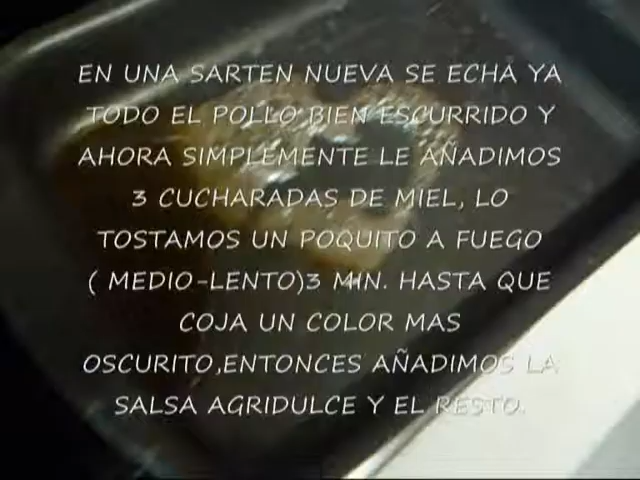 EN UNA SARTEN NUEVA SE ECHA YA
TODO EL POLLO BIEN ESCURRIDO Y
AHORA SIMPLEMENTE LE AÑADIMOS
3 CUCHARADAS DE MIEL, LO
TOSTAMOS UN POQUITO A FUEGO
( MEDIO-LENTO)3 MIN. HASTA QUE
COJA UN COLOR MAS
OSCURITO,ENTONCES AÑADIMOS LA
SALSA AGRIDULCE Y EL RESTO.